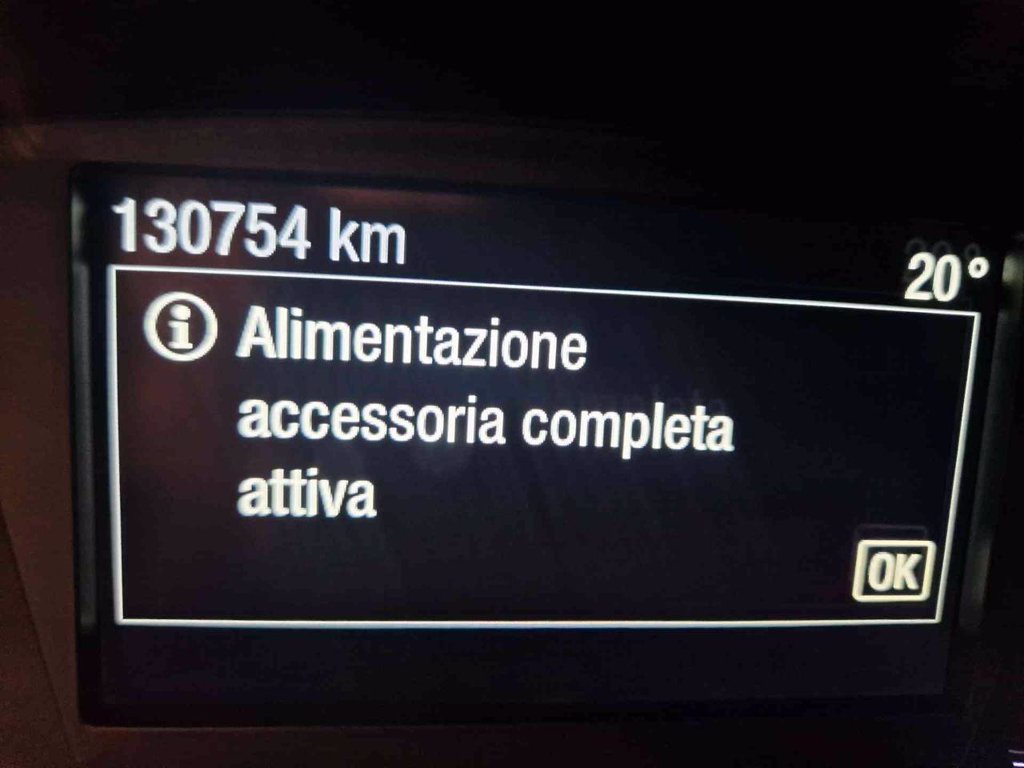 130754 km
20°
Alimentazione
accessoria completa
attiva
OK